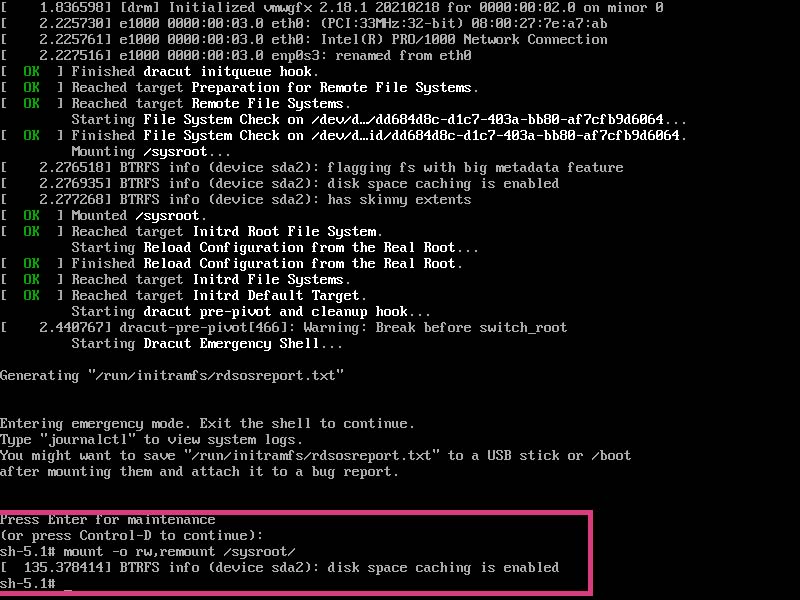 [    1.836598] [drm] Initialized vmwgfx 2.18.1 20210218 for 0000:00:02.0 on minor 0
[    2.225730] e1000 0000:00:03.0 eth0: (PCI:33MHz:32-bit) 08:00:27:7e:a7:ab
[    2.225761] e1000 0000:00:03.0 eth0: Intel(R) PRO/1000 Network Connection
[    2.227516] e1000 0000:00:03.0 enp0s3: renamed from eth0
[  OK  ] Finished dracut initqueue hook.
[  OK  ] Reached target Preparation for Remote File Systems.
[  OK  ] Reached target Remote File Systems.
         Starting File System Check on /dev/d…/dd684d8c-d1c7-403a-bb80-af7cfb9d6064...
[  OK  ] Finished File System Check on /dev/d…id/dd684d8c-d1c7-403a-bb80-af7cfb9d6064.
         Mounting /sysroot...
[    2.276518] BTRFS info (device sda2): flagging fs with big metadata feature
[    2.276935] BTRFS info (device sda2): disk space caching is enabled
[    2.277268] BTRFS info (device sda2): has skinny extents
[  OK  ] Mounted /sysroot.
[  OK  ] Reached target Initrd Root File System.
         Starting Reload Configuration from the Real Root...
[  OK  ] Finished Reload Configuration from the Real Root.
[  OK  ] Reached target Initrd File Systems.
[  OK  ] Reached target Initrd Default Target.
         Starting dracut pre-pivot and cleanup hook...
[    2.440767] dracut-pre-pivot[466]: Warning: Break before switch_root
         Starting Dracut Emergency Shell...
Generating "/run/initramfs/rdsosreport.txt"
Entering emergency mode. Exit the shell to continue.
Type "journalctl" to view system logs.
You might want to save "/run/initramfs/rdsosreport.txt" to a USB stick or /boot
after mounting them and attach it to a bug report.
Press Enter for maintenance
(or press Control-D to continue):
sh-5.1# mount -o rw,remount /sysroot/
[  135.378414] BTRFS info (device sda2): disk space caching is enabled
sh-5.1# _